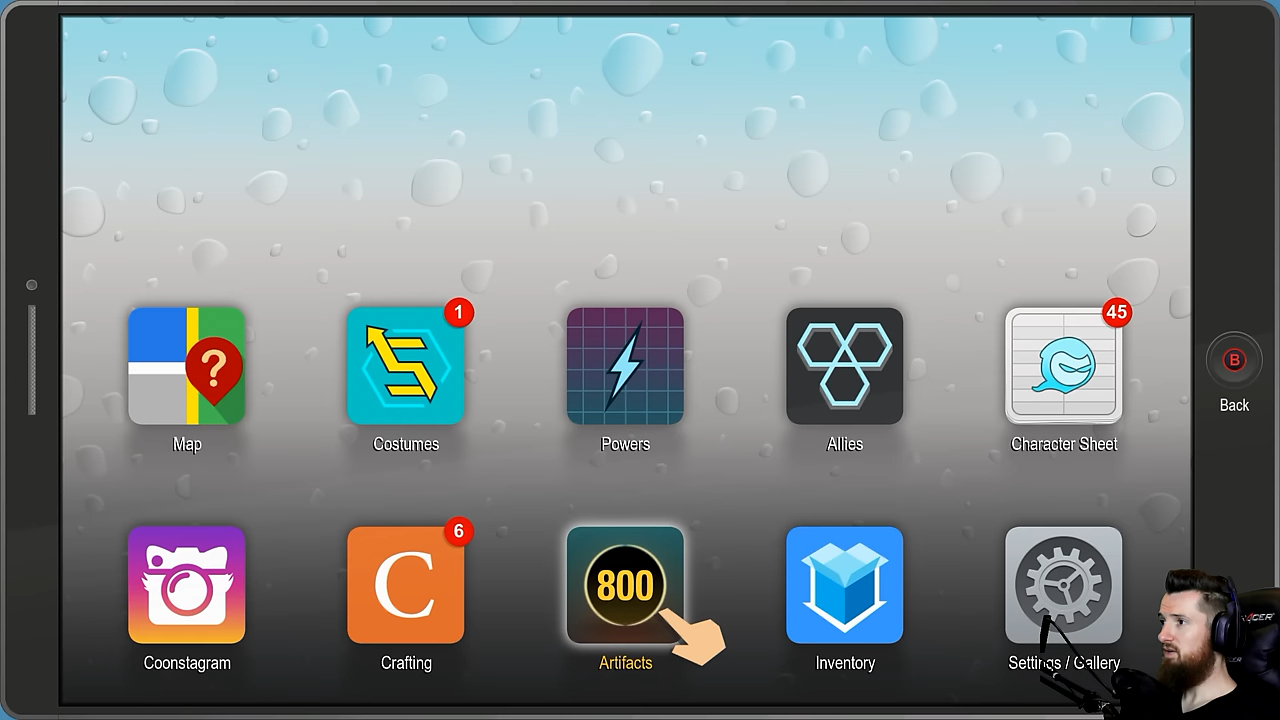 1
45
Map
Costumes
Powers
Allies
Character Sheet
B
Back
6
C
800
Coonstagram
Crafting
Artifacts
Inventory
Settings / Gallery